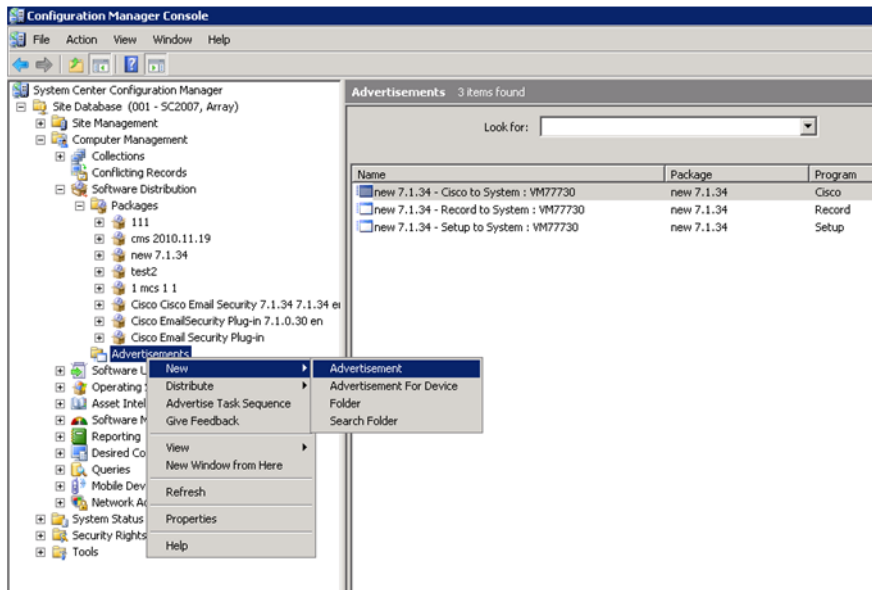 Configuration Manager Console
File Action View Window Help
System Center Configuration Manager
Site Database (001 - SC2007, Array)
Site Management
Computer Management
Collections
Conflicting Records
Software Distribution
Packages
111
cms 2010.11.19
new 7.1.34
test2
1 mcs 1 1
Cisco Cisco Email Security 7.1.34 7.1.34 en
Cisco EmailSecurity Plug-in 7.1.0.30 en
Cisco Email Security Plug-in
Advertisements
Software L
Operating S
Asset Intel
Software M
Reporting
Desired Co
Queries
Mobile Dev
Network Ac
System Status
Security Rights
Tools
New
Distribute
Advertise Task Sequence
Give Feedback
View
New Window from Here
Refresh
Properties
Help
Advertisement
Advertisement For Device
Folder
Search Folder
Advertisements 3 items found
Look for:
Name Package Program
new 7.1.34 - Cisco to System : VM77730 new 7.1.34 Cisco
new 7.1.34 - Record to System : VM77730 new 7.1.34 Record
new 7.1.34 - Setup to System : VM77730 new 7.1.34 Setup